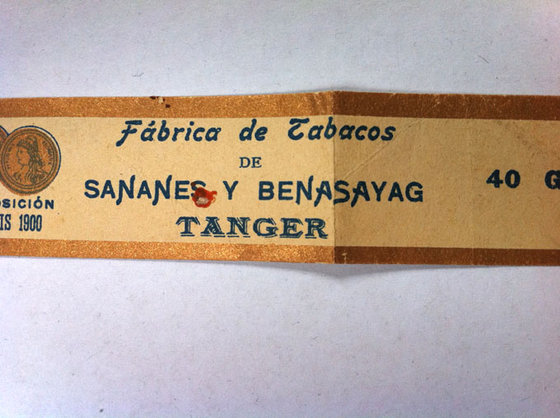 Fábrica de Tabacos
DE
SANANES Y BENASAYAG
TANGER
OSICIÓN
IS 1900
40 G